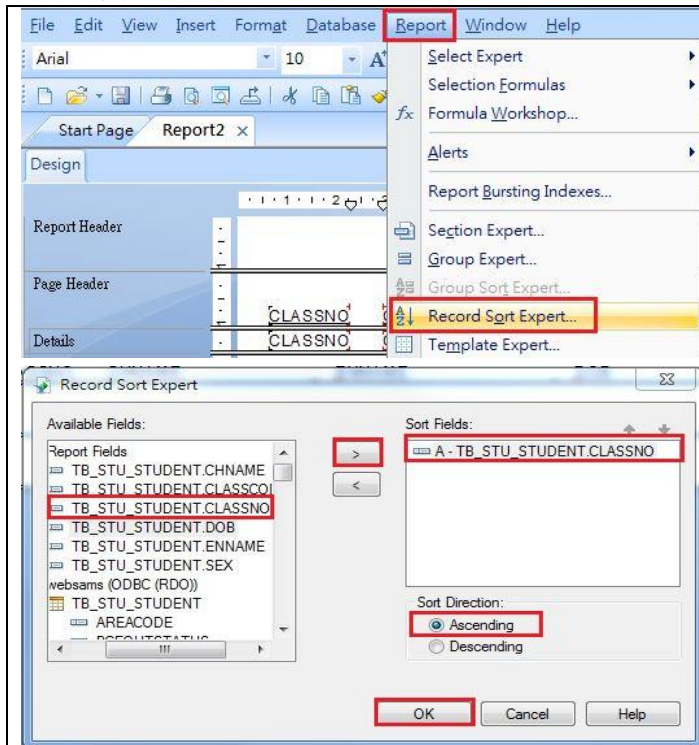 File Edit View Insert Format Database Report Window Help
Arial 10 A
Start Page Report2 x
Design
1 2
Report Header
Page Header
CLASSNO
Details
CLASSNO
Select Expert
Selection Formulas
fx Formula Workshop...
Alerts
Report Bursting Indexes...
Section Expert...
Group Expert...
Group Sort Expert...
Record Sort Expert...
Template Expert...
Record Sort Expert
Available Fields:
Report Fields
TB_STU_STUDENT.CHNAME
TB_STU_STUDENT.CLASSCO
TB_STU_STUDENT.CLASSNO
TB_STU_STUDENT.DOB
TB_STU_STUDENT.ENNAME
TB_STU_STUDENT.SEX
websams (ODBC (RDO))
TB_STU_STUDENT
AREACODE
>
<
Sort Fields:
A - TB_STU_STUDENT.CLASSNO
Sort Direction:
Ascending
Descending
OK Cancel Help